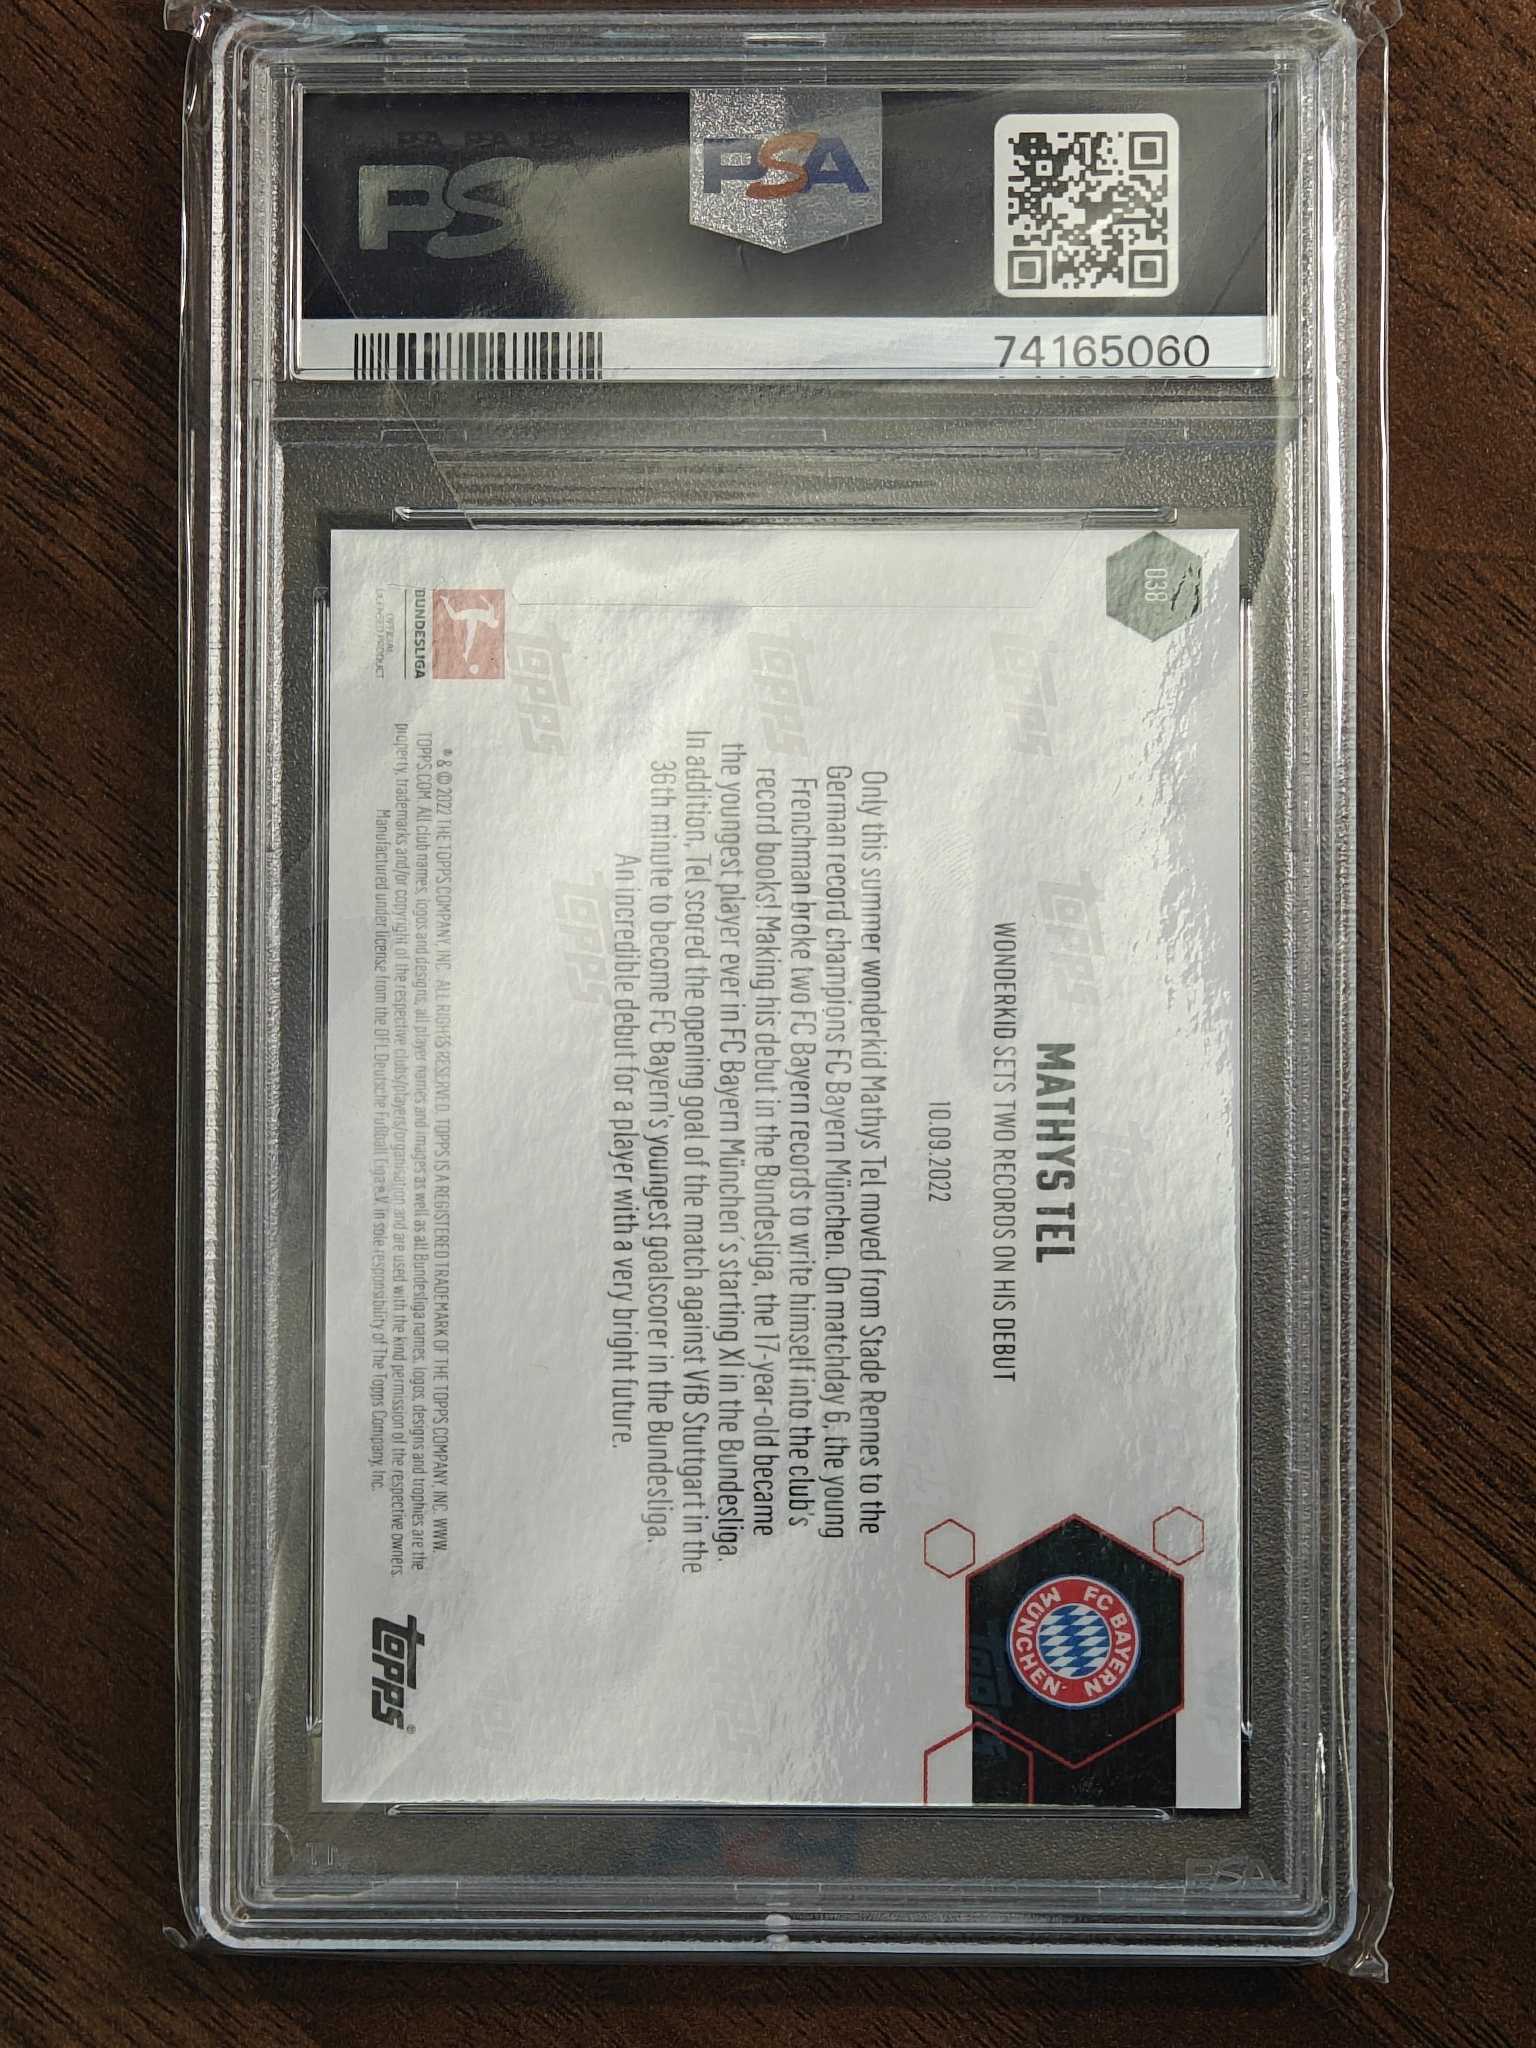 PSA
PSA
74165060
038
MATHYS TEL
WONDERKID SETS TWO RECORDS ON HIS DEBUT
10.09.2022
Only this summer wonderkid Mathys Tel moved from Stade Rennes to the
German record champions FC Bayern München. On matchday 6, the young
Frenchman broke two FC Bayern records to write himself into the club's
record books! Making his debut in the Bundesliga, the 17-year-old became
the youngest player ever in FC Bayern München´s starting XI in the Bundesliga.
In addition, Tel scored the opening goal of the match against VfB Stuttgart in the
36th minute to become FC Bayern's youngest goalscorer in the Bundesliga.
An incredible debut for a player with a very bright future.
FC BAYERN
MÜNCHEN
BUNDESLIGA
OFFICIAL
LICENSED PRODUCT
® & © 2022 THE TOPPS COMPANY, INC. ALL RIGHTS RESERVED. TOPPS IS A REGISTERED TRADEMARK OF THE TOPPS COMPANY, INC. WWW.
TOPPS.COM. All club names, logos and designs, all player names and images as well as all Bundesliga names, logos, designs and trophies are the
property, trademarks and/or copyright of the respective clubs/players/organisation and are used with the kind permission of the respective owners.
Manufactured under license from the DFL Deutsche Fußball Liga e.V. in sole responsibility of The Topps Company, Inc.
topps®
PSA